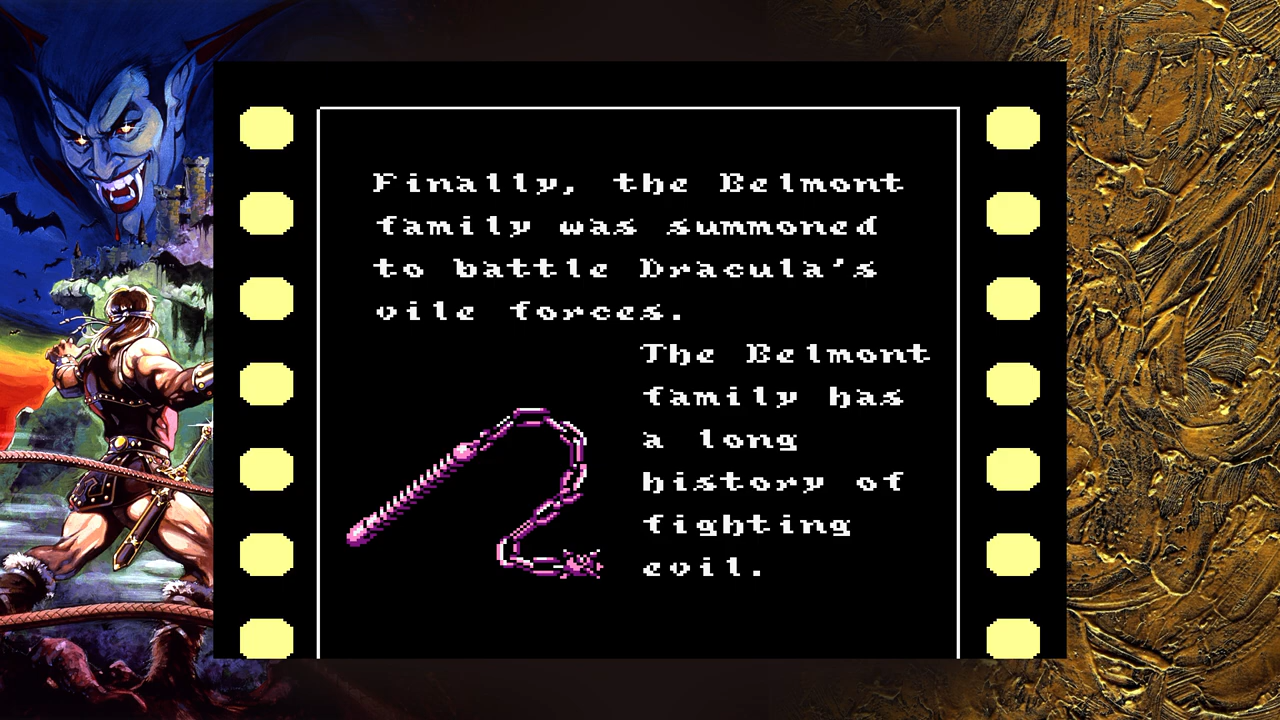 Finally, the Belmont
family was summoned
to battle Dracula's
vile forces.
The Belmont
family has
a long
history of
fighting
evil.